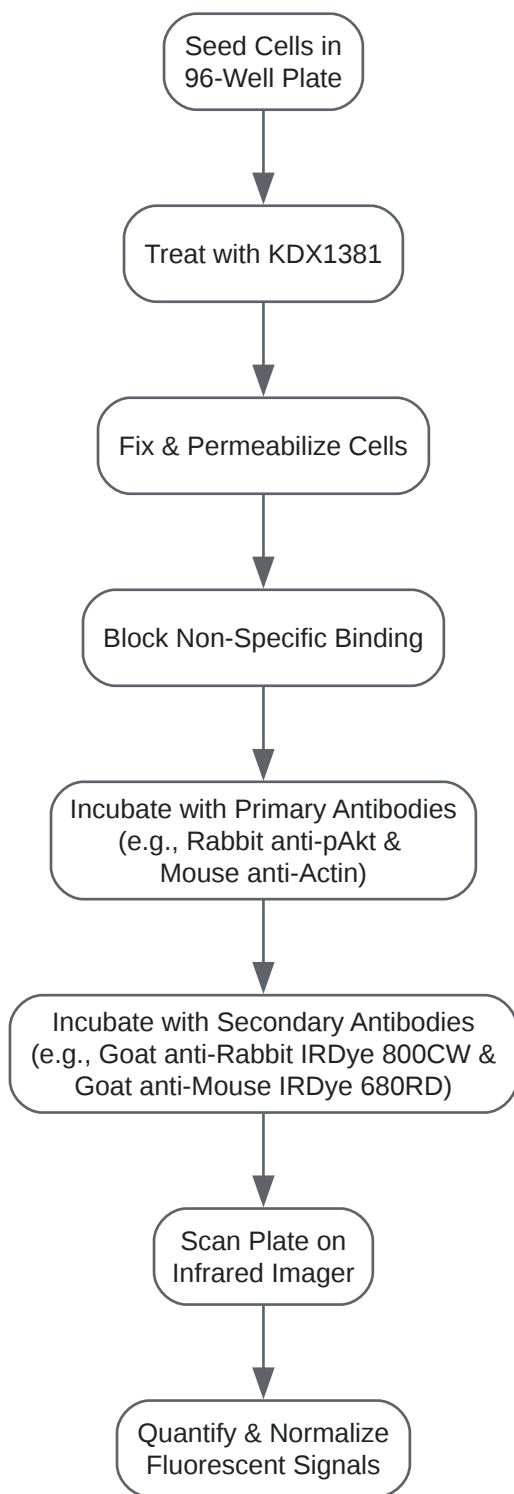 Seed Cells in
96-Well Plate
Treat with KDX1381
Fix & Permeabilize Cells
Block Non-Specific Binding
Incubate with Primary Antibodies
(e.g., Rabbit anti-pAkt &
Mouse anti-Actin)
Incubate with Secondary Antibodies
(e.g., Goat anti-Rabbit IRDye 800CW &
Goat anti-Mouse IRDye 680RD)
Scan Plate on
Infrared Imager
Quantify & Normalize
Fluorescent Signals